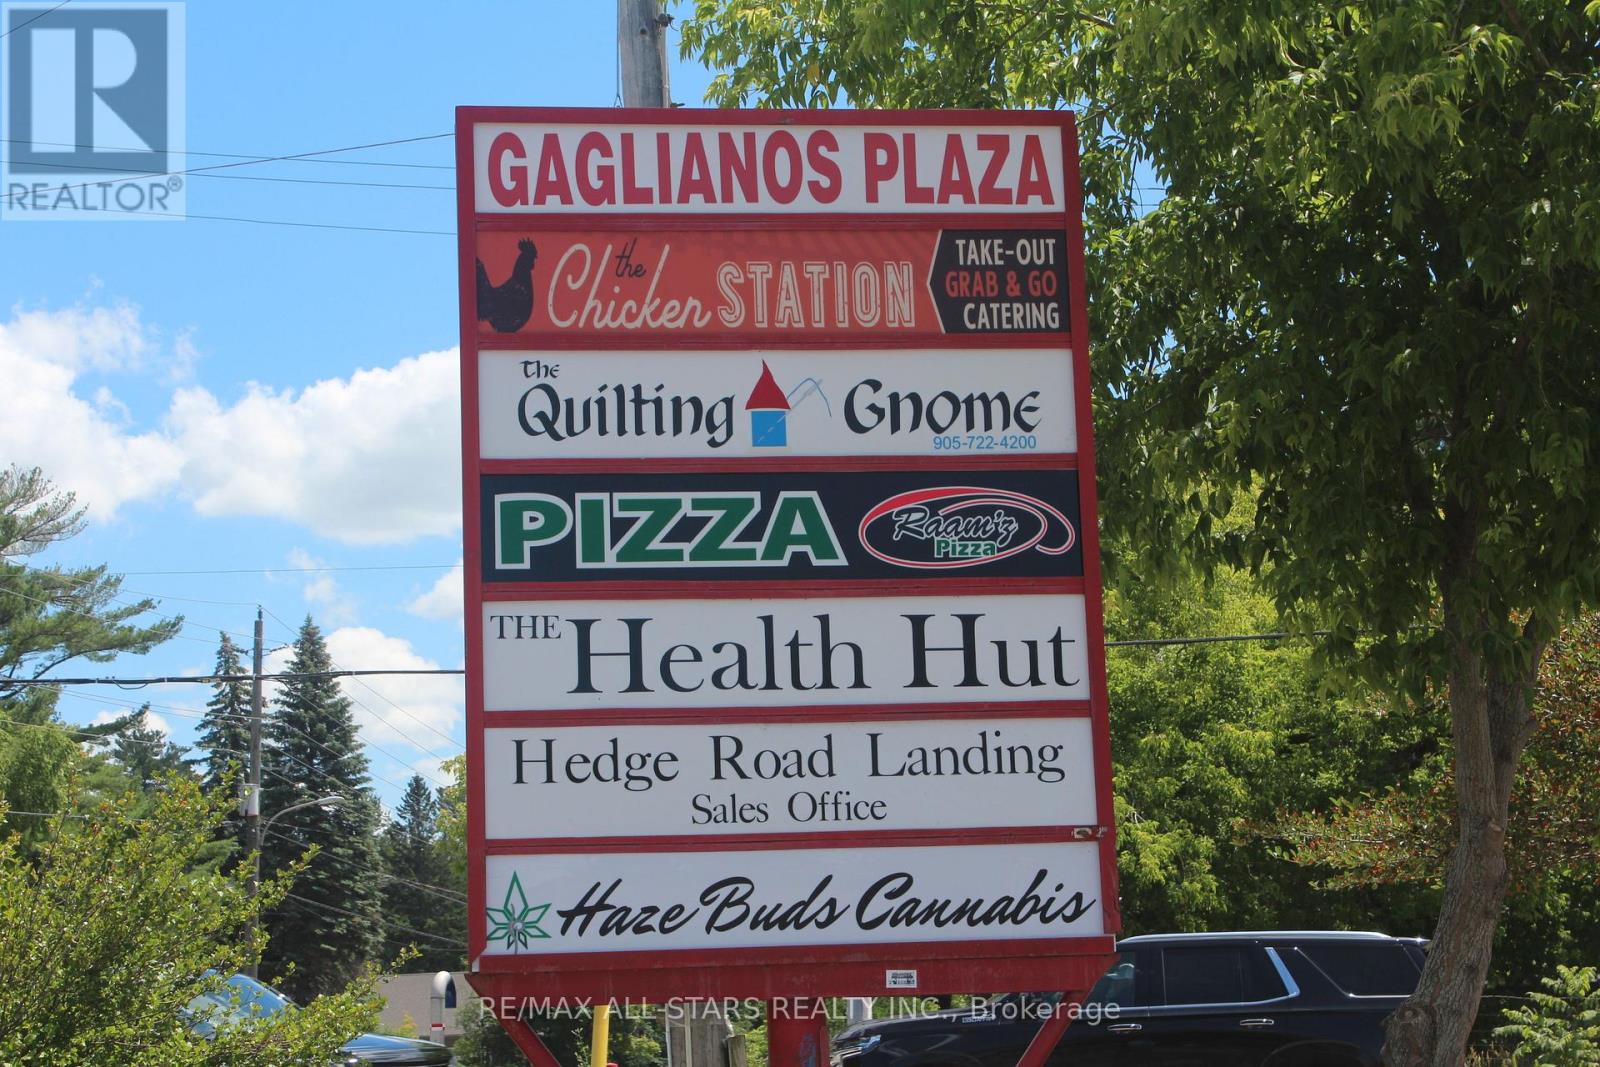 R
REALTOR®
GAGLIANOS PLAZA
the
Chicken STATION
TAKE-OUT
GRAB & GO
CATERING
The
Quilting Gnome
905-722-4200
PIZZA
Raam'z
Pizza
THE Health Hut
Hedge Road Landing
Sales Office
Haze Buds Cannabis
RE/MAX ALL-STARS REALTY INC., Brokerage